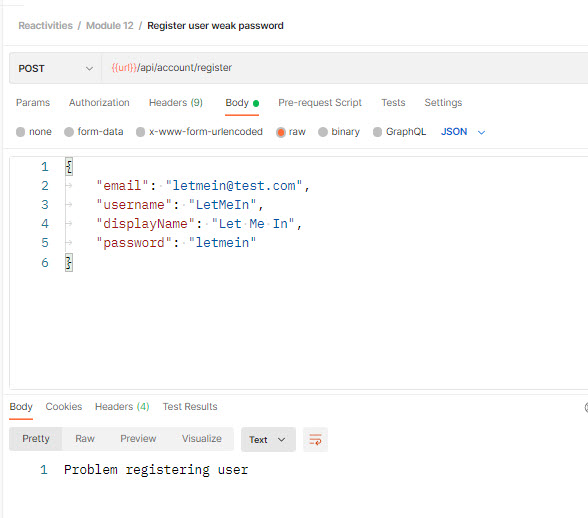 Reactivities / Module 12 / Register user weak password
POST {{url}}/api/account/register
Params Authorization Headers (9) Body Pre-request Script Tests Settings
none form-data x-www-form-urlencoded raw binary GraphQL JSON
1 {
2 "email": "letmein@test.com",
3 "username": "LetMeIn",
4 "displayName": "Let Me In",
5 "password": "letmein"
6 }
Body Cookies Headers (4) Test Results
Pretty Raw Preview Visualize Text
1 Problem registering user